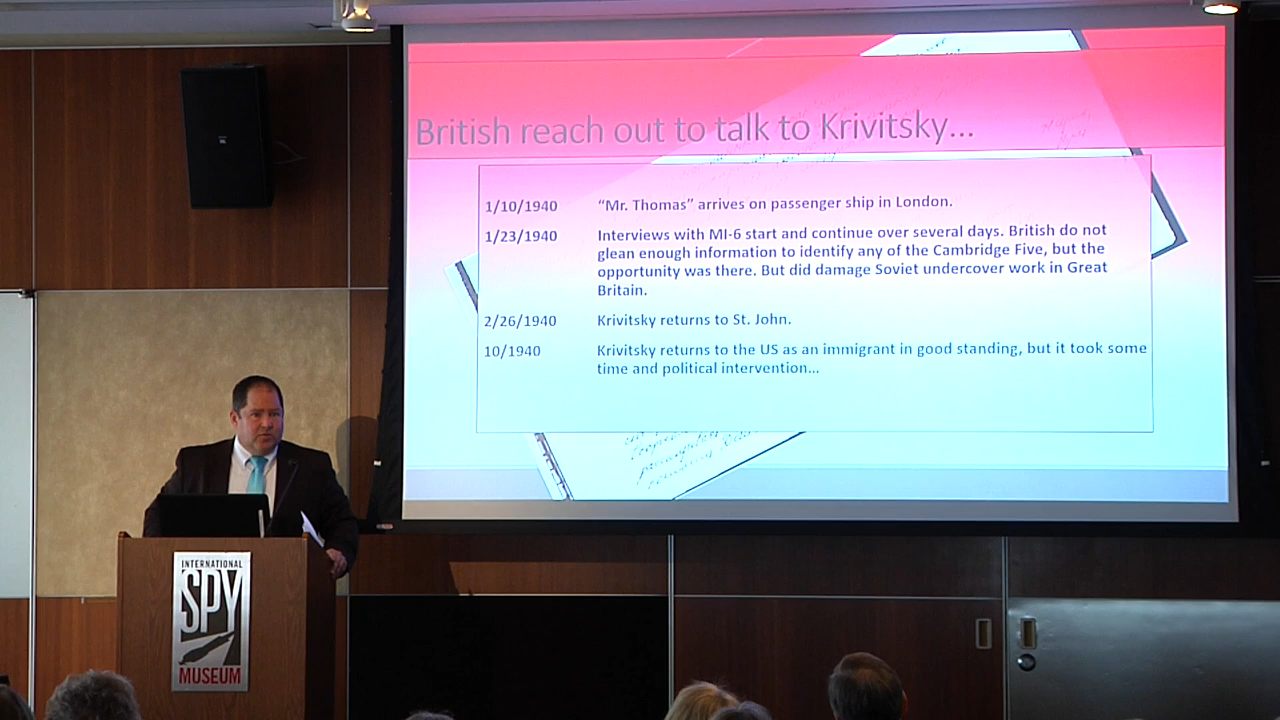 British reach out to talk to Krivitsky...
1/10/1940 "Mr. Thomas" arrives on passenger ship in London.
1/23/1940 Interviews with MI-6 start and continue over several days. British do not
glean enough information to identify any of the Cambridge Five, but the
opportunity was there. But did damage Soviet undercover work in Great
Britain.
2/26/1940 Krivitsky returns to St. John.
10/1940 Krivitsky returns to the US as an immigrant in good standing, but it took some
time and political intervention...
INTERNATIONAL
SPY
MUSEUM